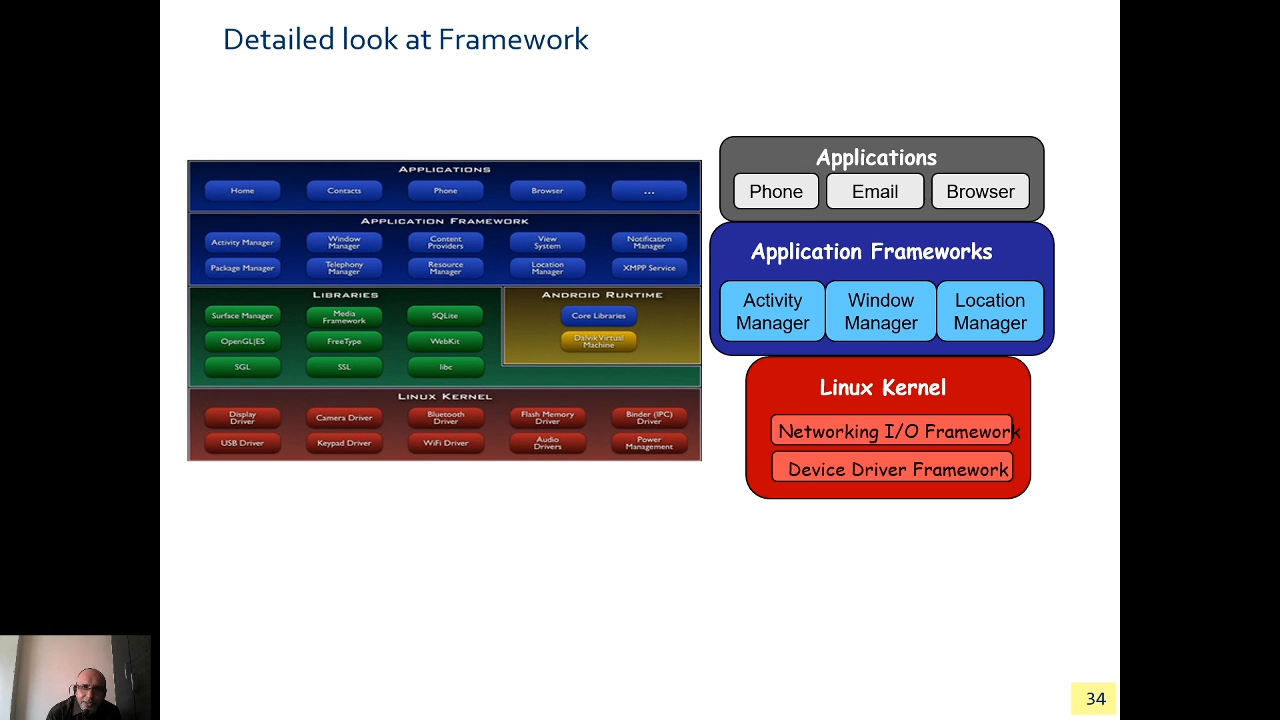 Detailed look at Framework
APPLICATIONS
Home Contacts Phone Browser ...
APPLICATION FRAMEWORK
Activity Manager
Window
Manager
Content
Providers
View
System
Notification
Manager
Package Manager
Telephony
Manager
Resource
Manager
Location
Manager
XMPP Service
LIBRARIES
Surface Manager
Media
Framework
SQLite
OpenGL|ES FreeType WebKit
SGL SSL libc
ANDROID RUNTIME
Core Libraries
Dalvik Virtual
Machine
LINUX KERNEL
Display
Driver
Camera Driver
Bluetooth
Driver
Flash Memory
Driver
Binder (IPC)
Driver
USB Driver
Keypad Driver
WiFi Driver
Audio
Drivers
Power
Management
Applications
Phone Email Browser
Application Frameworks
Activity
Manager
Window
Manager
Location
Manager
Linux Kernel
Networking I/O Framework
Device Driver Framework
34